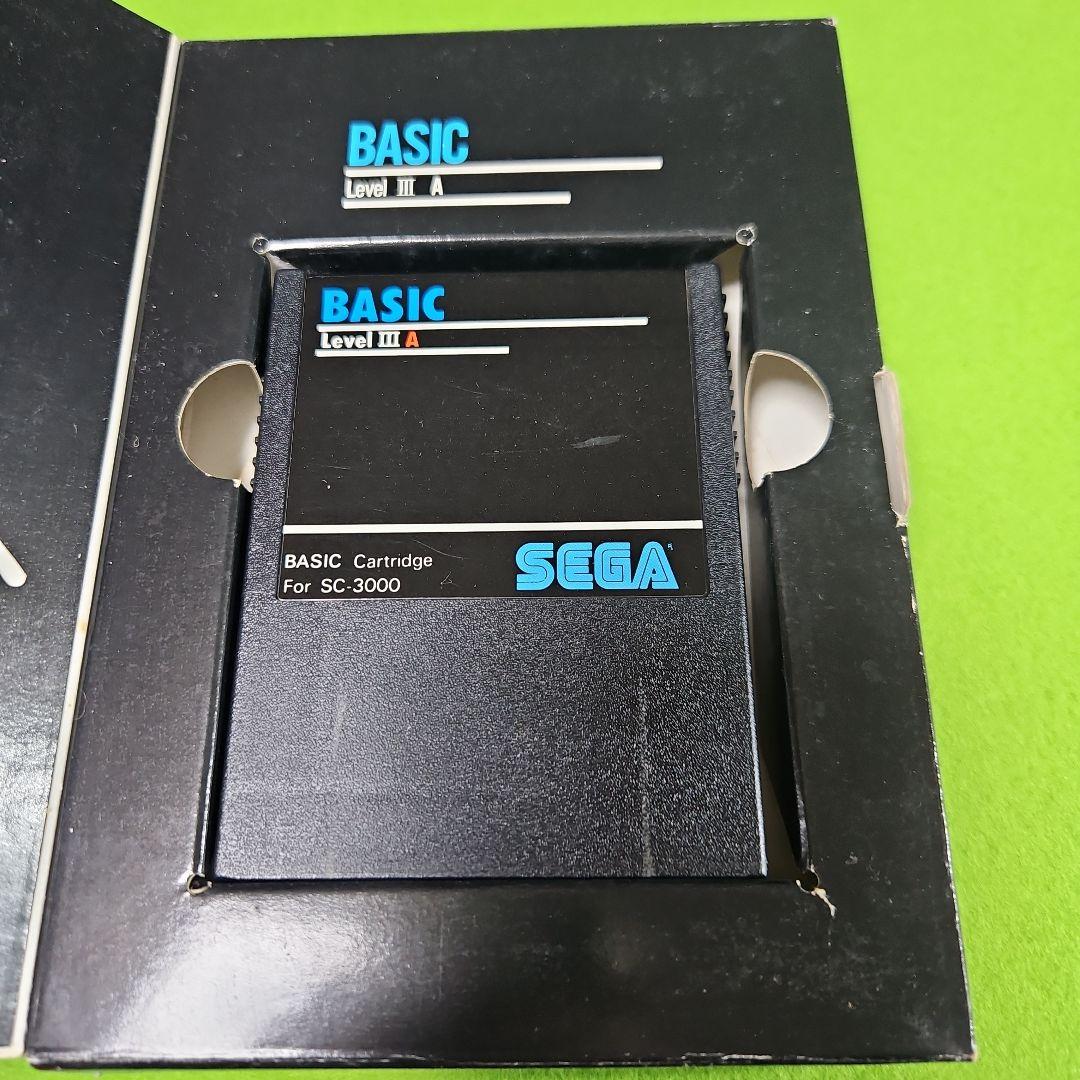 BASIC
Level III A
BASIC
Level III A
BASIC Cartridge
For SC-3000
SEGA